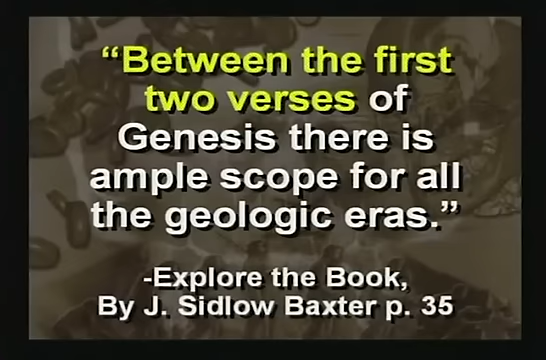 “Between the first
two verses of
Genesis there is
ample scope for all
the geologic eras.”
-Explore the Book,
By J. Sidlow Baxter p. 35